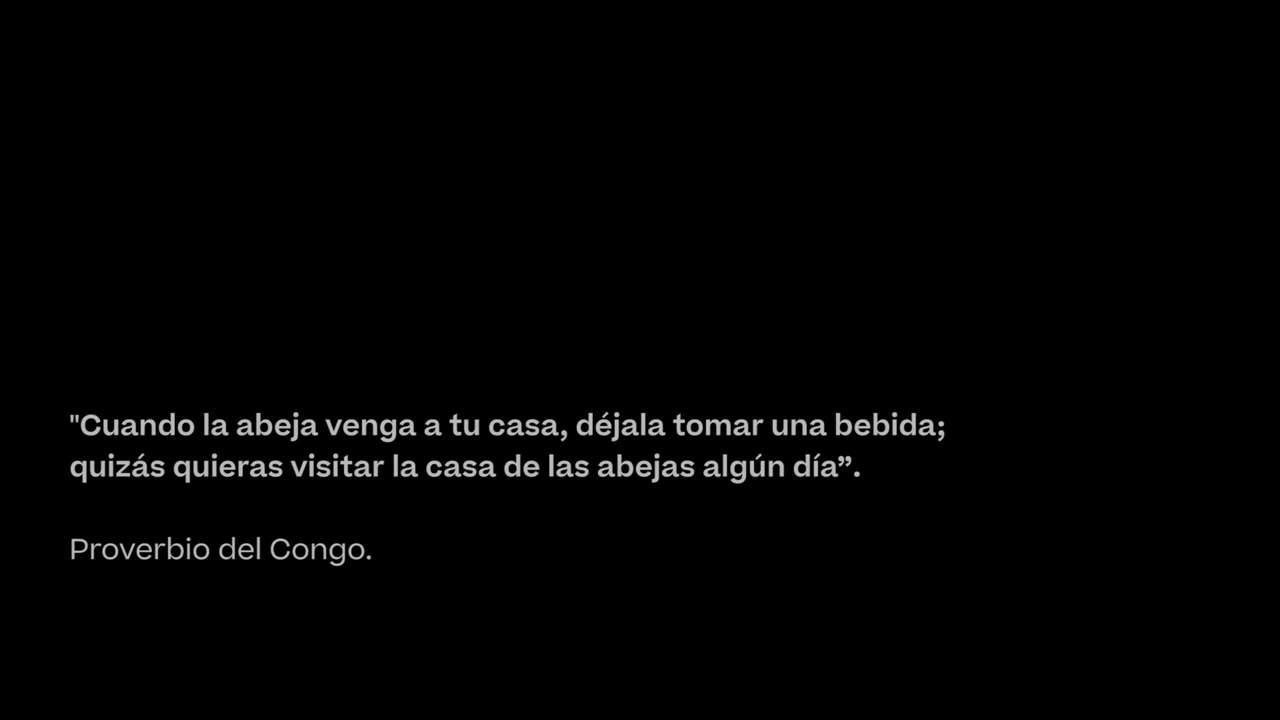 "Cuando la abeja venga a tu casa, déjala tomar una bebida;
quizás quieras visitar la casa de las abejas algún día”.
Proverbio del Congo.